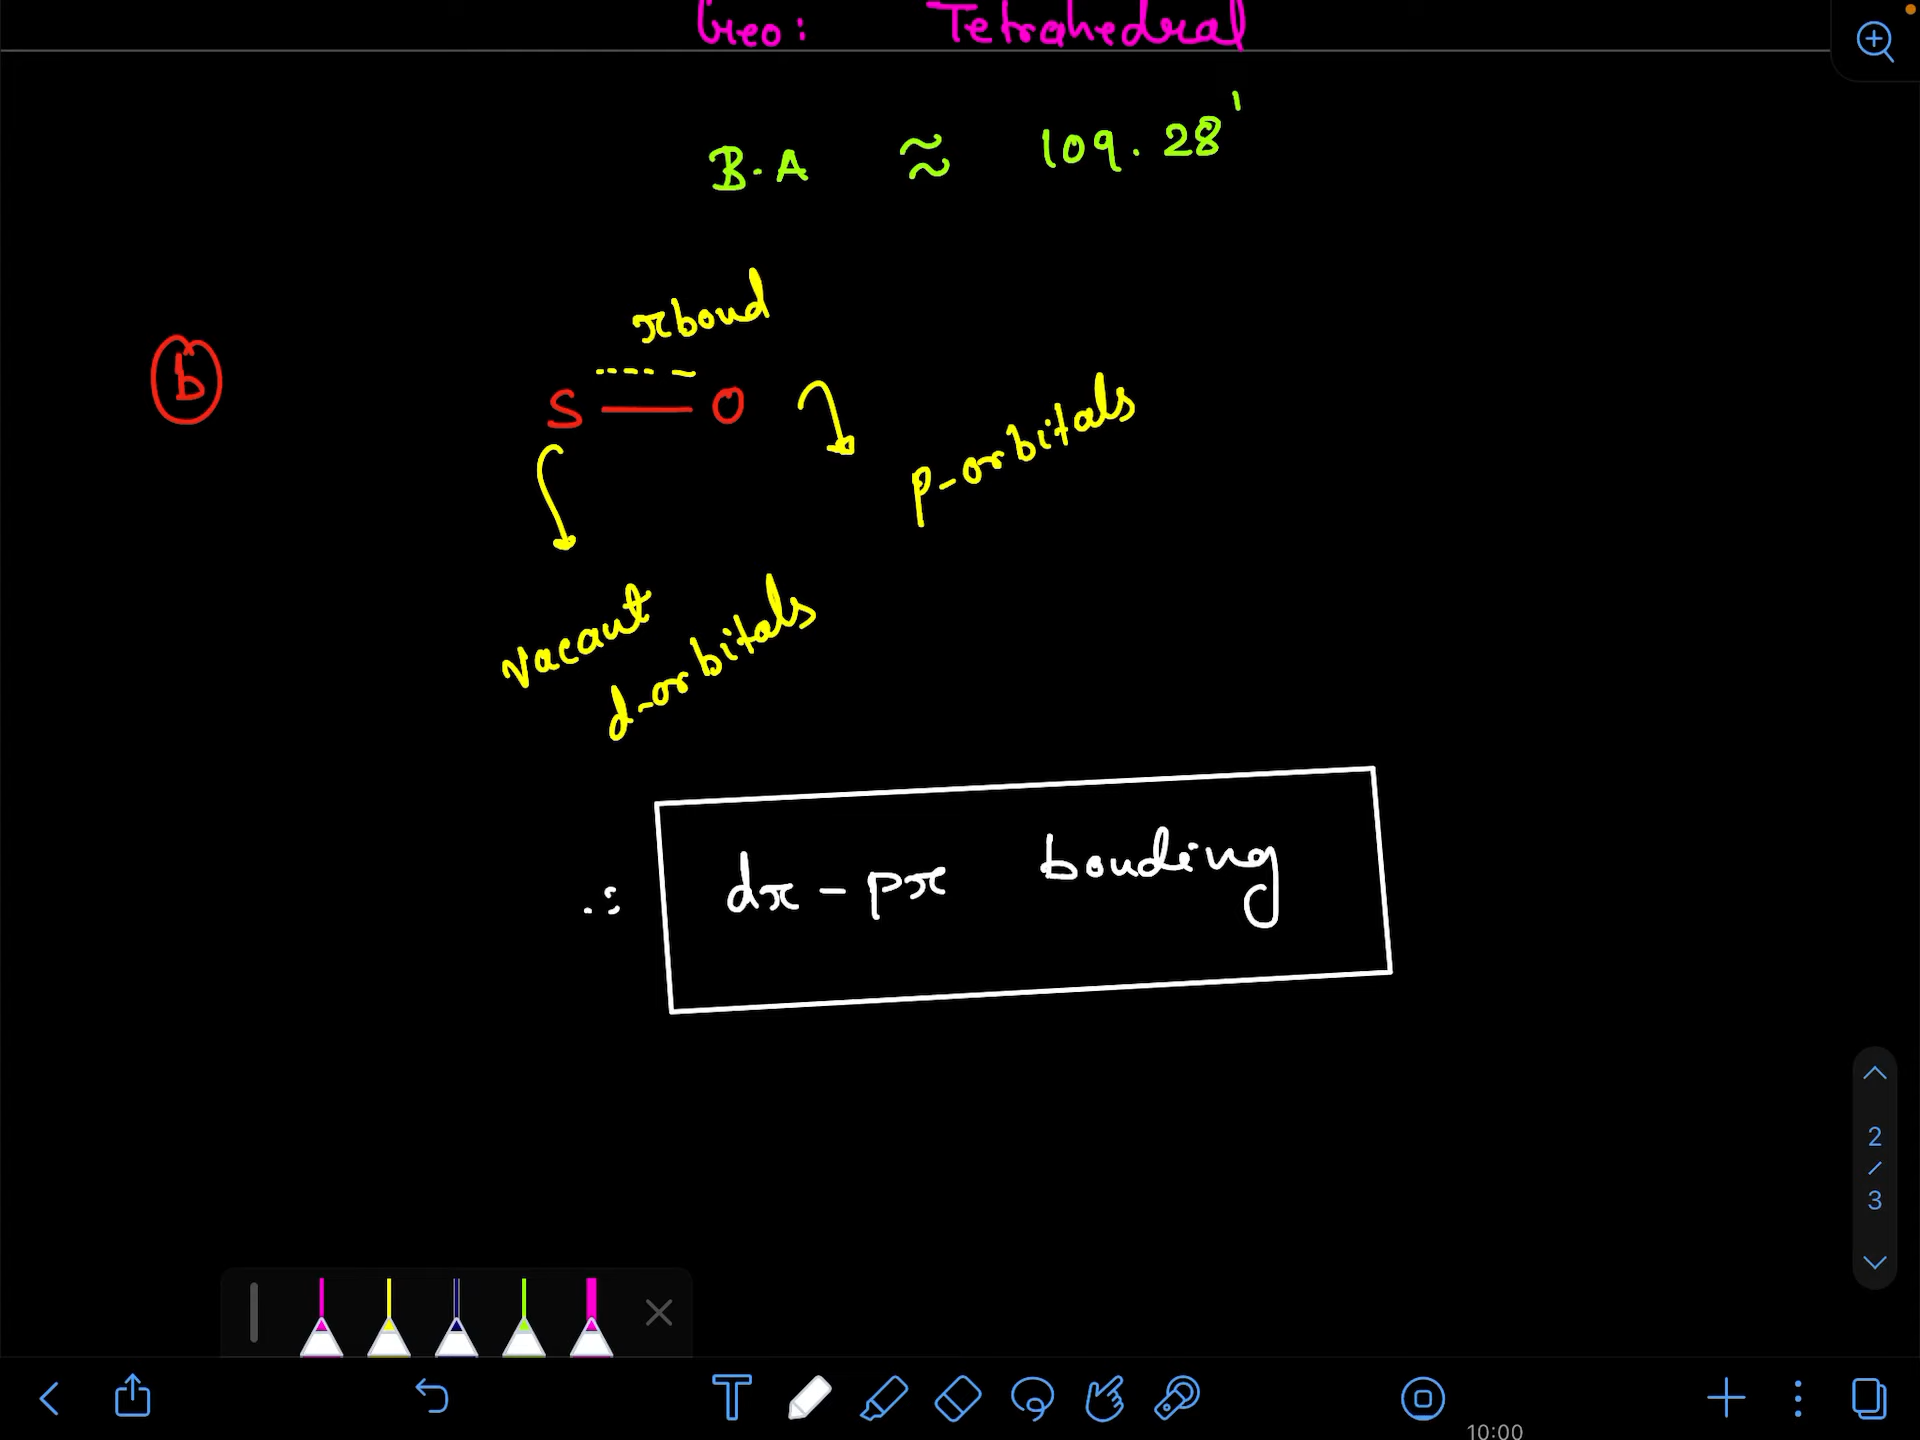 Geo: Tetrahedral
B.A ≈ 109.28'
πbond
b
S O
p-orbitals
vacant
d-orbitals
∴ dπ - pπ bonding
2
/
3
T
10:00